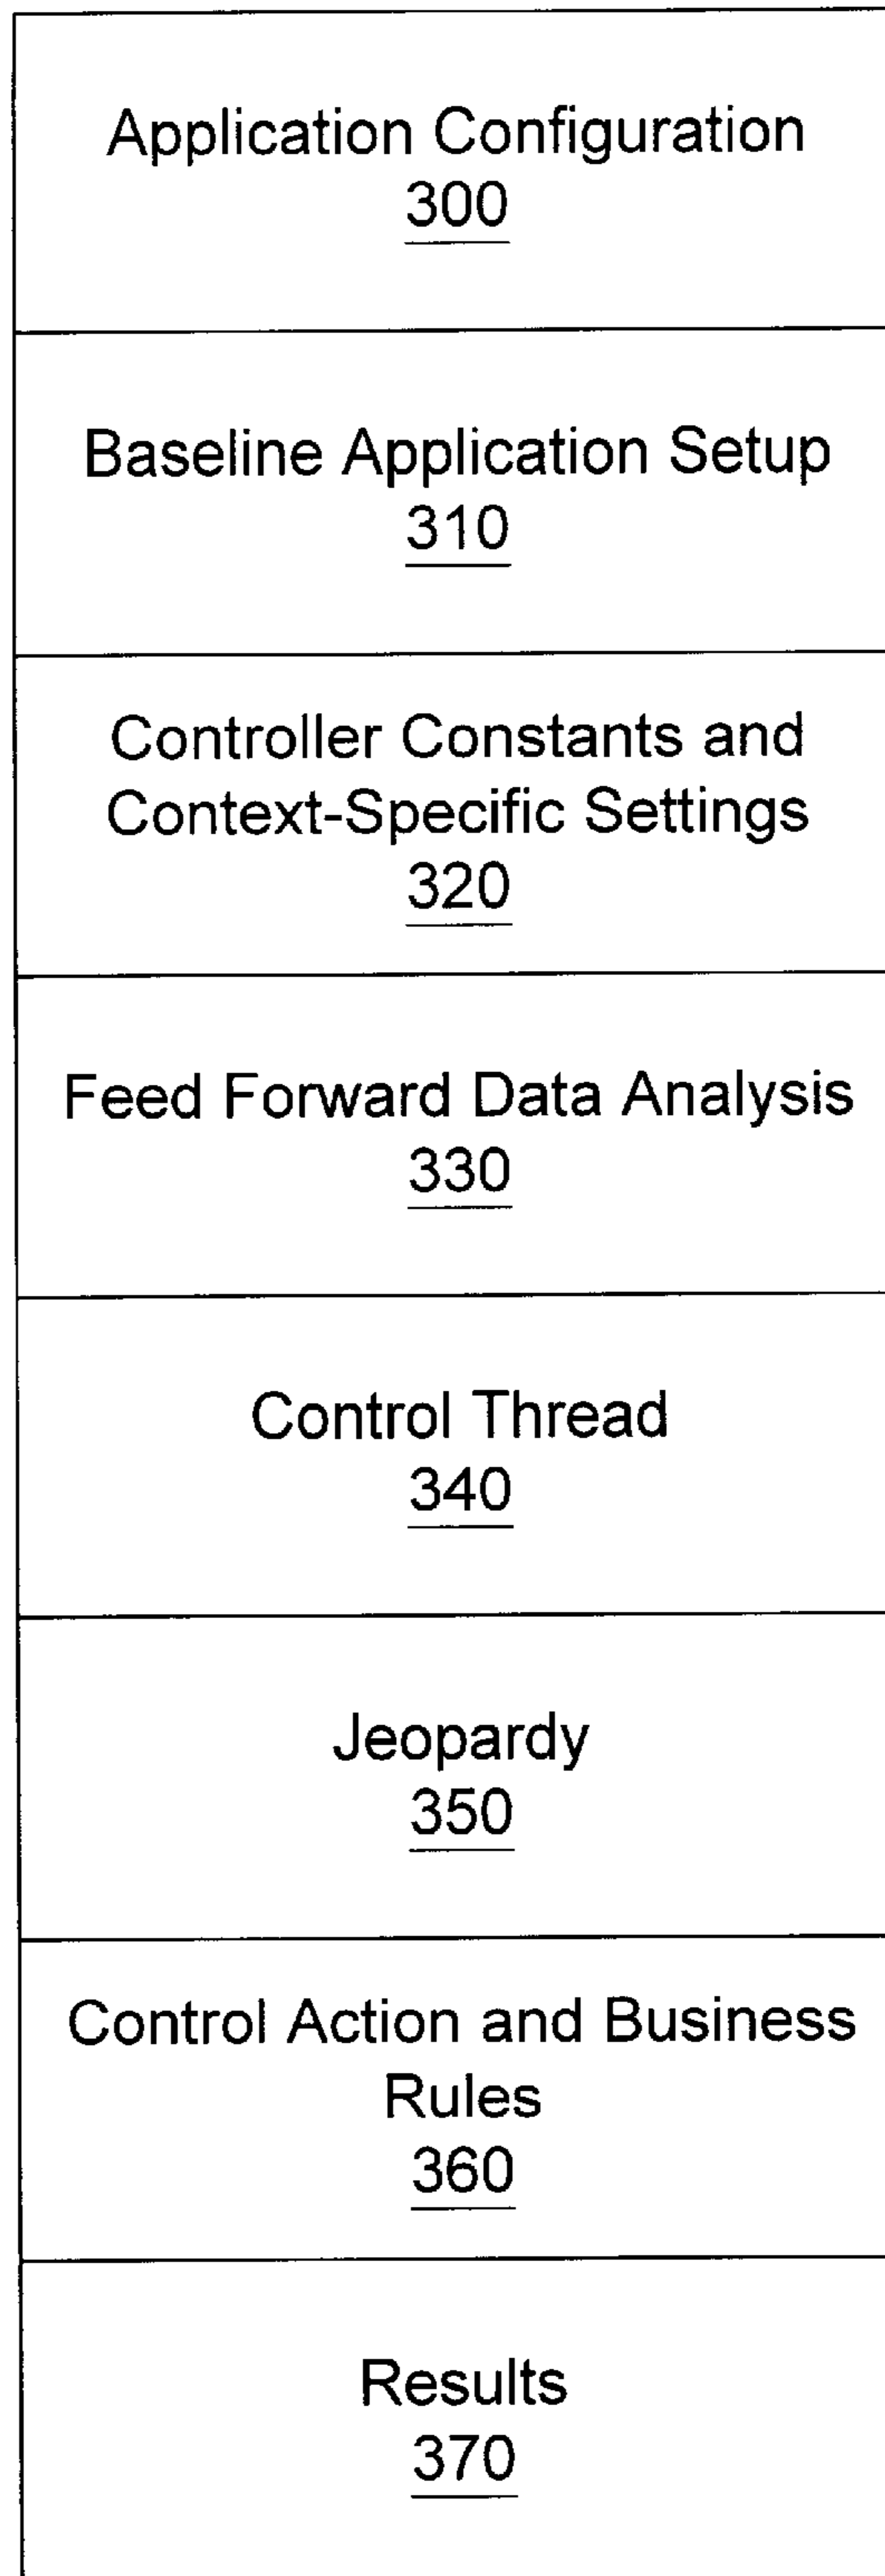 Application Configuration
300
Baseline Application Setup
310
Controller Constants and
Context-Specific Settings
320
Feed Forward Data Analysis
330
Control Thread
340
Jeopardy
350
Control Action and Business
Rules
360
Results
370